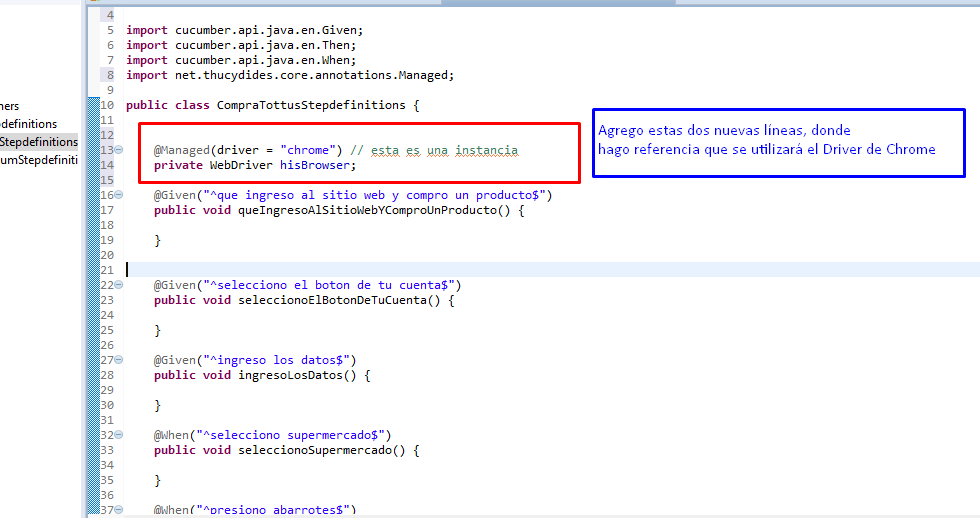 ners
definitions
Stepdefinitions
umStepdefiniti
4
5 import cucumber.api.java.en.Given;
6 import cucumber.api.java.en.Then;
7 import cucumber.api.java.en.When;
8 import net.thucydides.core.annotations.Managed;
9
10 public class CompraTottusStepdefinitions {
11
12
13 @Managed(driver = "chrome") // esta es una instancia
14 private WebDriver hisBrowser;
15
Agrego estas dos nuevas líneas, donde
hago referencia que se utilizará el Driver de Chrome
16 @Given("^que ingreso al sitio web y compro un producto$")
17 public void queIngresoAlSitioWebYComproUnProducto() {
18
19 }
20
21
22 @Given("^selecciono el boton de tu cuenta$")
23 public void seleccionoElBotonDeTuCuenta() {
24
25 }
26
27 @Given("^ingreso los datos$")
28 public void ingresoLosDatos() {
29
30 }
31
32 @When("^selecciono supermercado$")
33 public void seleccionoSupermercado() {
34
35 }
36
37 @When("^presiono abarrotes$")